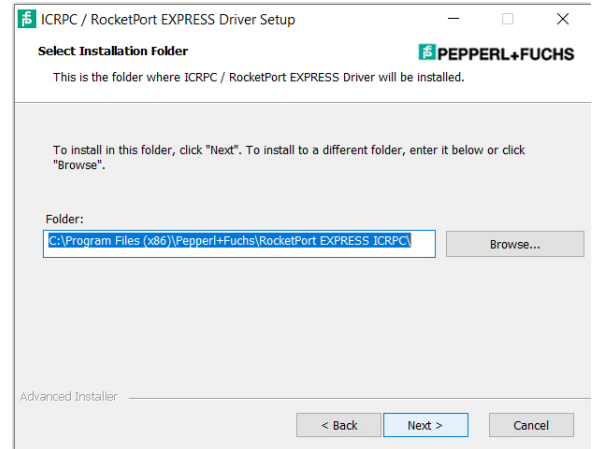 ICRPC / RocketPort EXPRESS Driver Setup
Select Installation Folder
PEPPERL+FUCHS
This is the folder where ICRPC / RocketPort EXPRESS Driver will be installed.
To install in this folder, click "Next". To install to a different folder, enter it below or click
"Browse".
Folder:
C:\Program Files (x86)\Pepperl+Fuchs\RocketPort EXPRESS ICRPC\
Browse...
Advanced Installer
< Back
Next >
Cancel